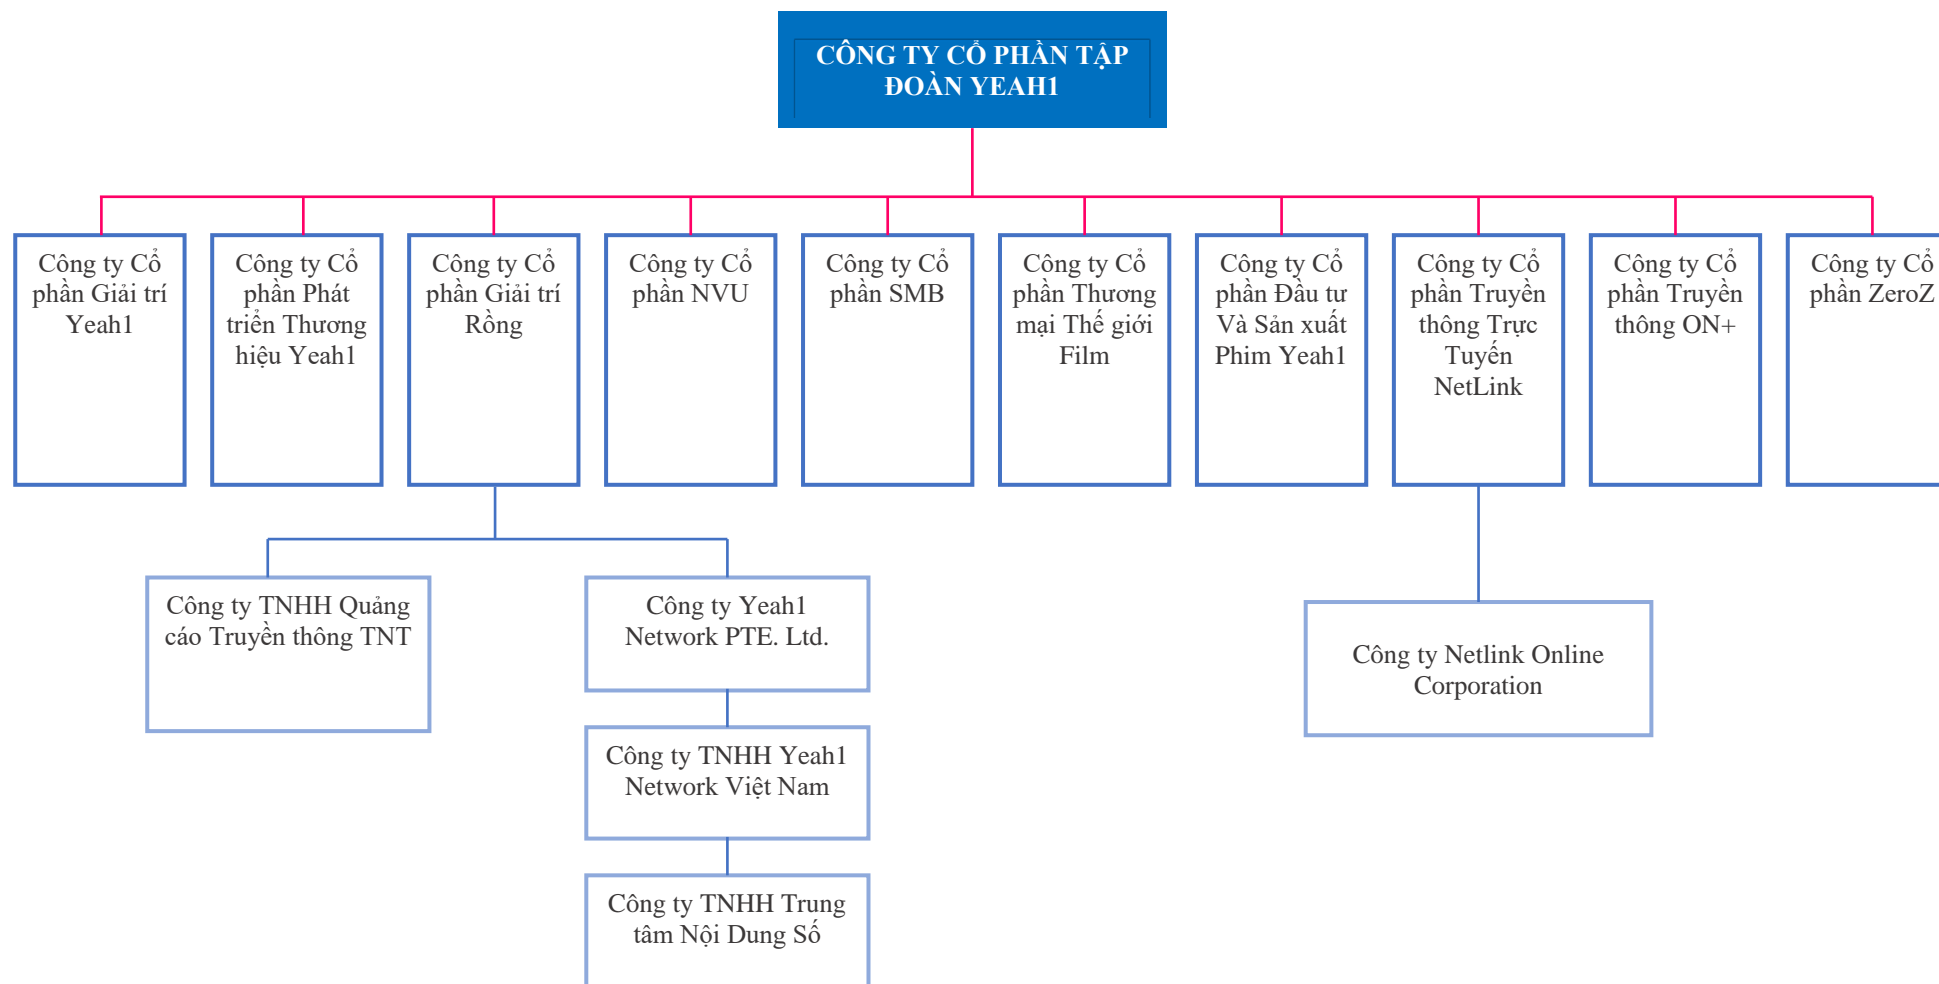 CÔNG TY CỔ PHẦN TẬP
ĐOÀN YEAH1
Công ty Cổ
phần Giải trí
Yeah1
Công ty Cổ
phần Phát
triển Thương
hiệu Yeah1
Công ty Cổ
phần Giải trí
Rồng
Công ty Cổ
phần NVU
Công ty Cổ
phần SMB
Công ty Cổ
phần Thương
mại Thế giới
Film
Công ty Cổ
phần Đầu tư
Và Sản xuất
Phim Yeah1
Công ty Cổ
phần Truyền
thông Trực
Tuyến
NetLink
Công ty Cổ
phần Truyền
thông ON+
Công ty Cổ
phần ZeroZ
Công ty TNHH Quảng
cáo Truyền thông TNT
Công ty Yeah1
Network PTE. Ltd.
Công ty Netlink Online
Corporation
Công ty TNHH Yeah1
Network Việt Nam
Công ty TNHH Trung
tâm Nội Dung Số